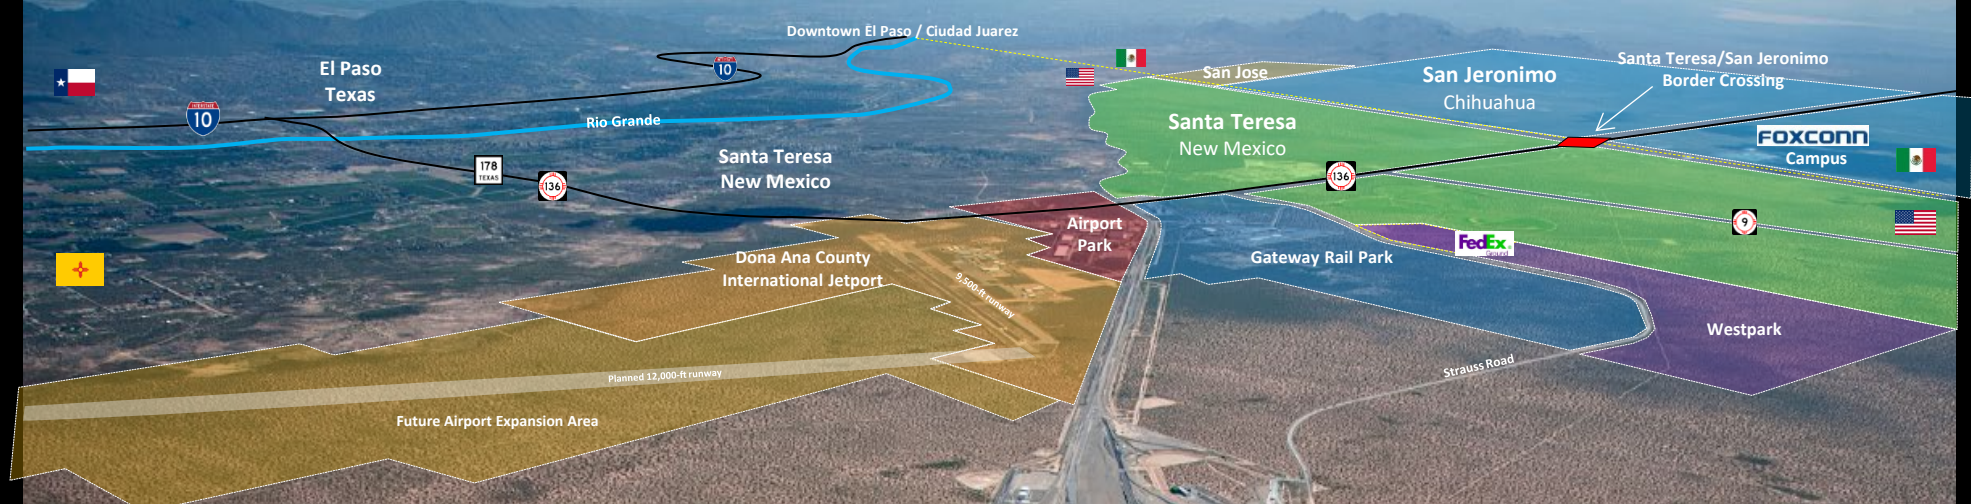 Downtown El Paso / Ciudad Juarez
El Paso
Texas
INTERSTATE
10
10
Rio Grande
178
TEXAS
136
Santa Teresa
New Mexico
San Jose
San Jeronimo
Chihuahua
Santa Teresa/San Jeronimo
Border Crossing
Santa Teresa
New Mexico
136
FOXCONN
Campus
9
Airport
Park
Dona Ana County
International Jetport
9,500-ft runway
Gateway Rail Park
FedEx
Ground
Westpark
Strauss Road
Planned 12,000-ft runway
Future Airport Expansion Area